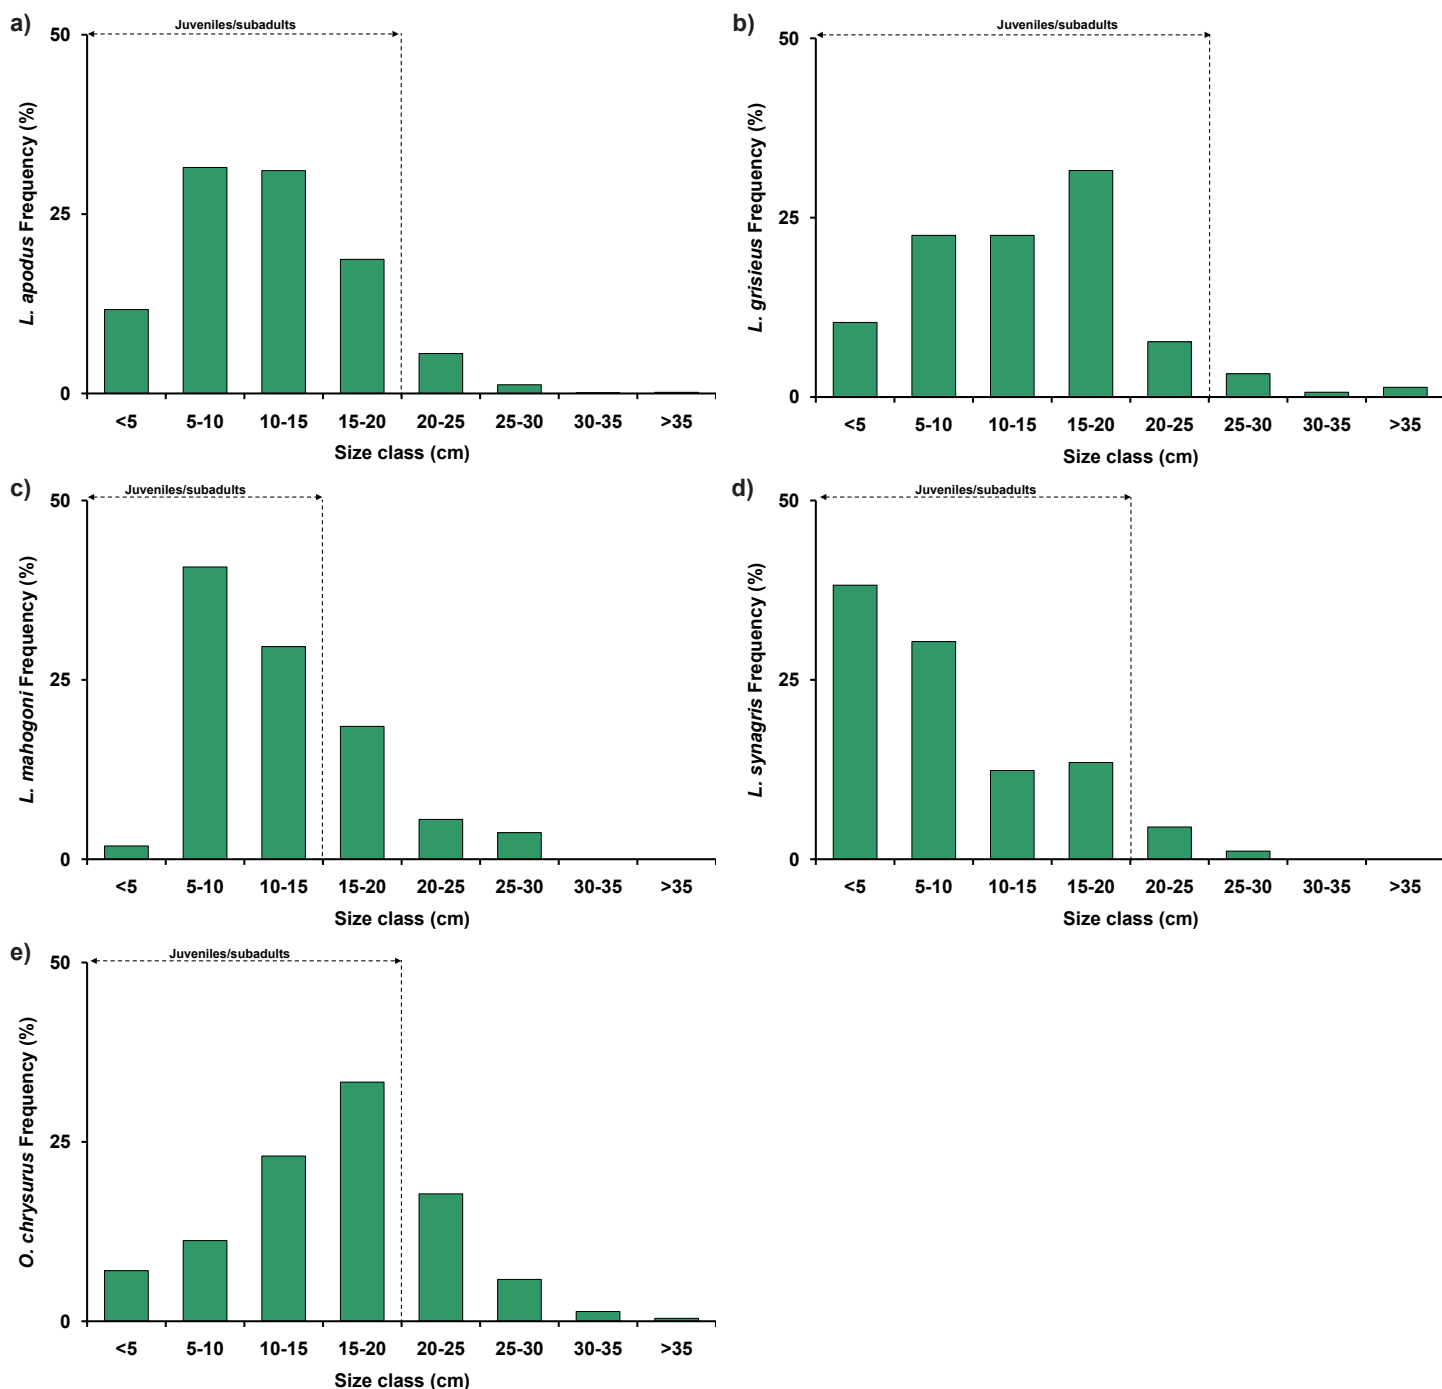 a)
Juveniles/subadults
50
25
0
L. apodus Frequency (%)
<5 5-10 10-15 15-20 20-25 25-30 30-35 >35
Size class (cm)
b)
Juveniles/subadults
50
25
0
L. grisieus Frequency (%)
<5 5-10 10-15 15-20 20-25 25-30 30-35 >35
Size class (cm)
c)
Juveniles/subadults
50
25
0
L. mahogoni Frequency (%)
<5 5-10 10-15 15-20 20-25 25-30 30-35 >35
Size class (cm)
d)
Juveniles/subadults
50
25
0
L. synagris Frequency (%)
<5 5-10 10-15 15-20 20-25 25-30 30-35 >35
Size class (cm)
e)
Juveniles/subadults
50
25
0
O. chrysurus Frequency (%)
<5 5-10 10-15 15-20 20-25 25-30 30-35 >35
Size class (cm)